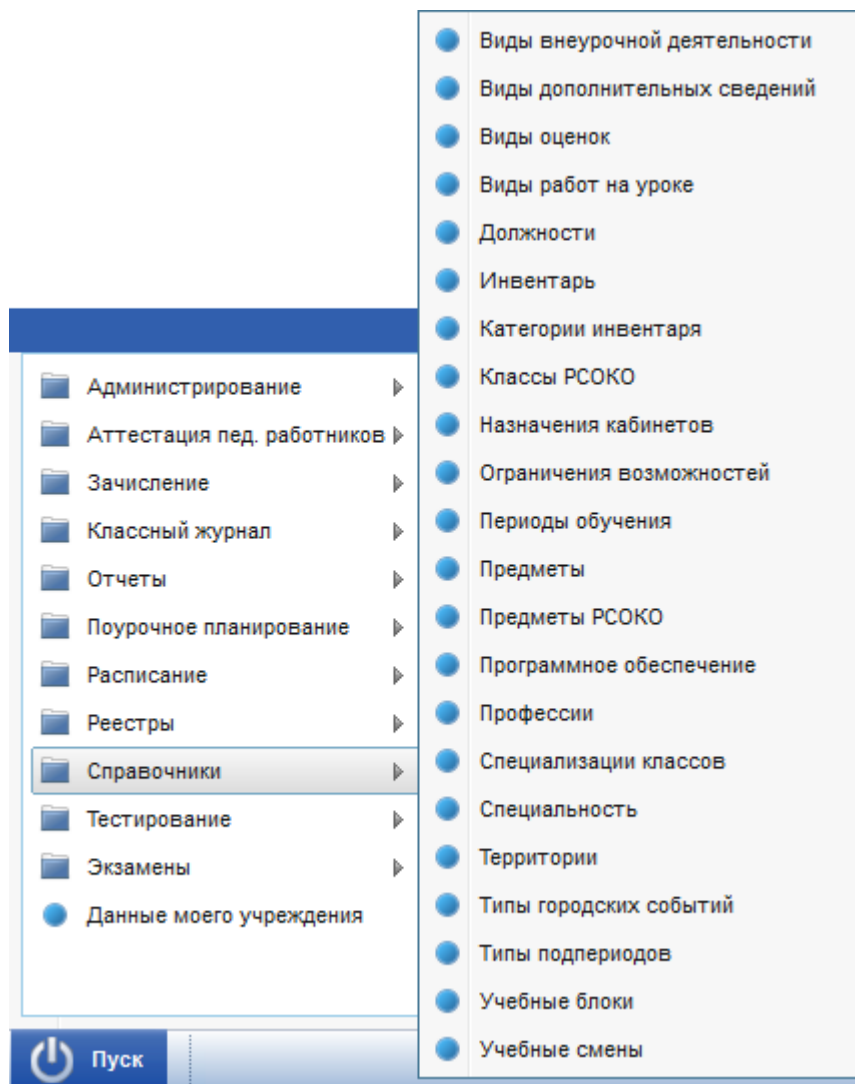 Виды внеурочной деятельности
Виды дополнительных сведений
Виды оценок
Виды работ на уроке
Должности
Инвентарь
Категории инвентаря
Классы РСОКО
Назначения кабинетов
Ограничения возможностей
Периоды обучения
Предметы
Предметы РСОКО
Программное обеспечение
Профессии
Специализации классов
Специальность
Территории
Типы городских событий
Типы подпериодов
Учебные блоки
Учебные смены
Администрирование
Аттестация пед. работников
Зачисление
Классный журнал
Отчеты
Поурочное планирование
Расписание
Реестры
Справочники
Тестирование
Экзамены
Данные моего учреждения
Пуск